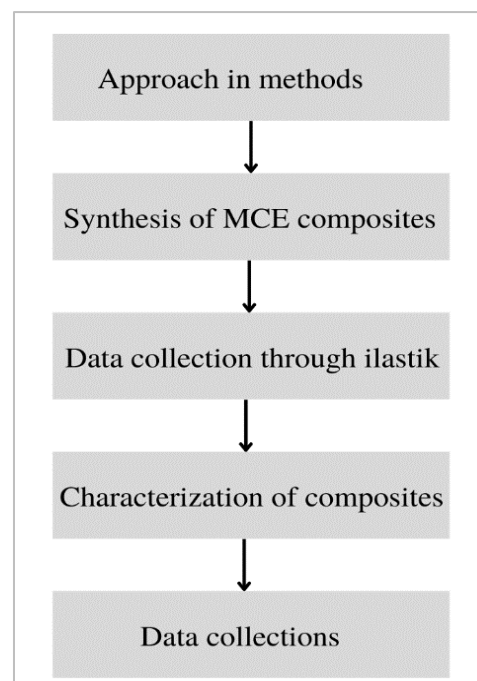 Approach in methods
Synthesis of MCE composites
Data collection through ilastik
Characterization of composites
Data collections